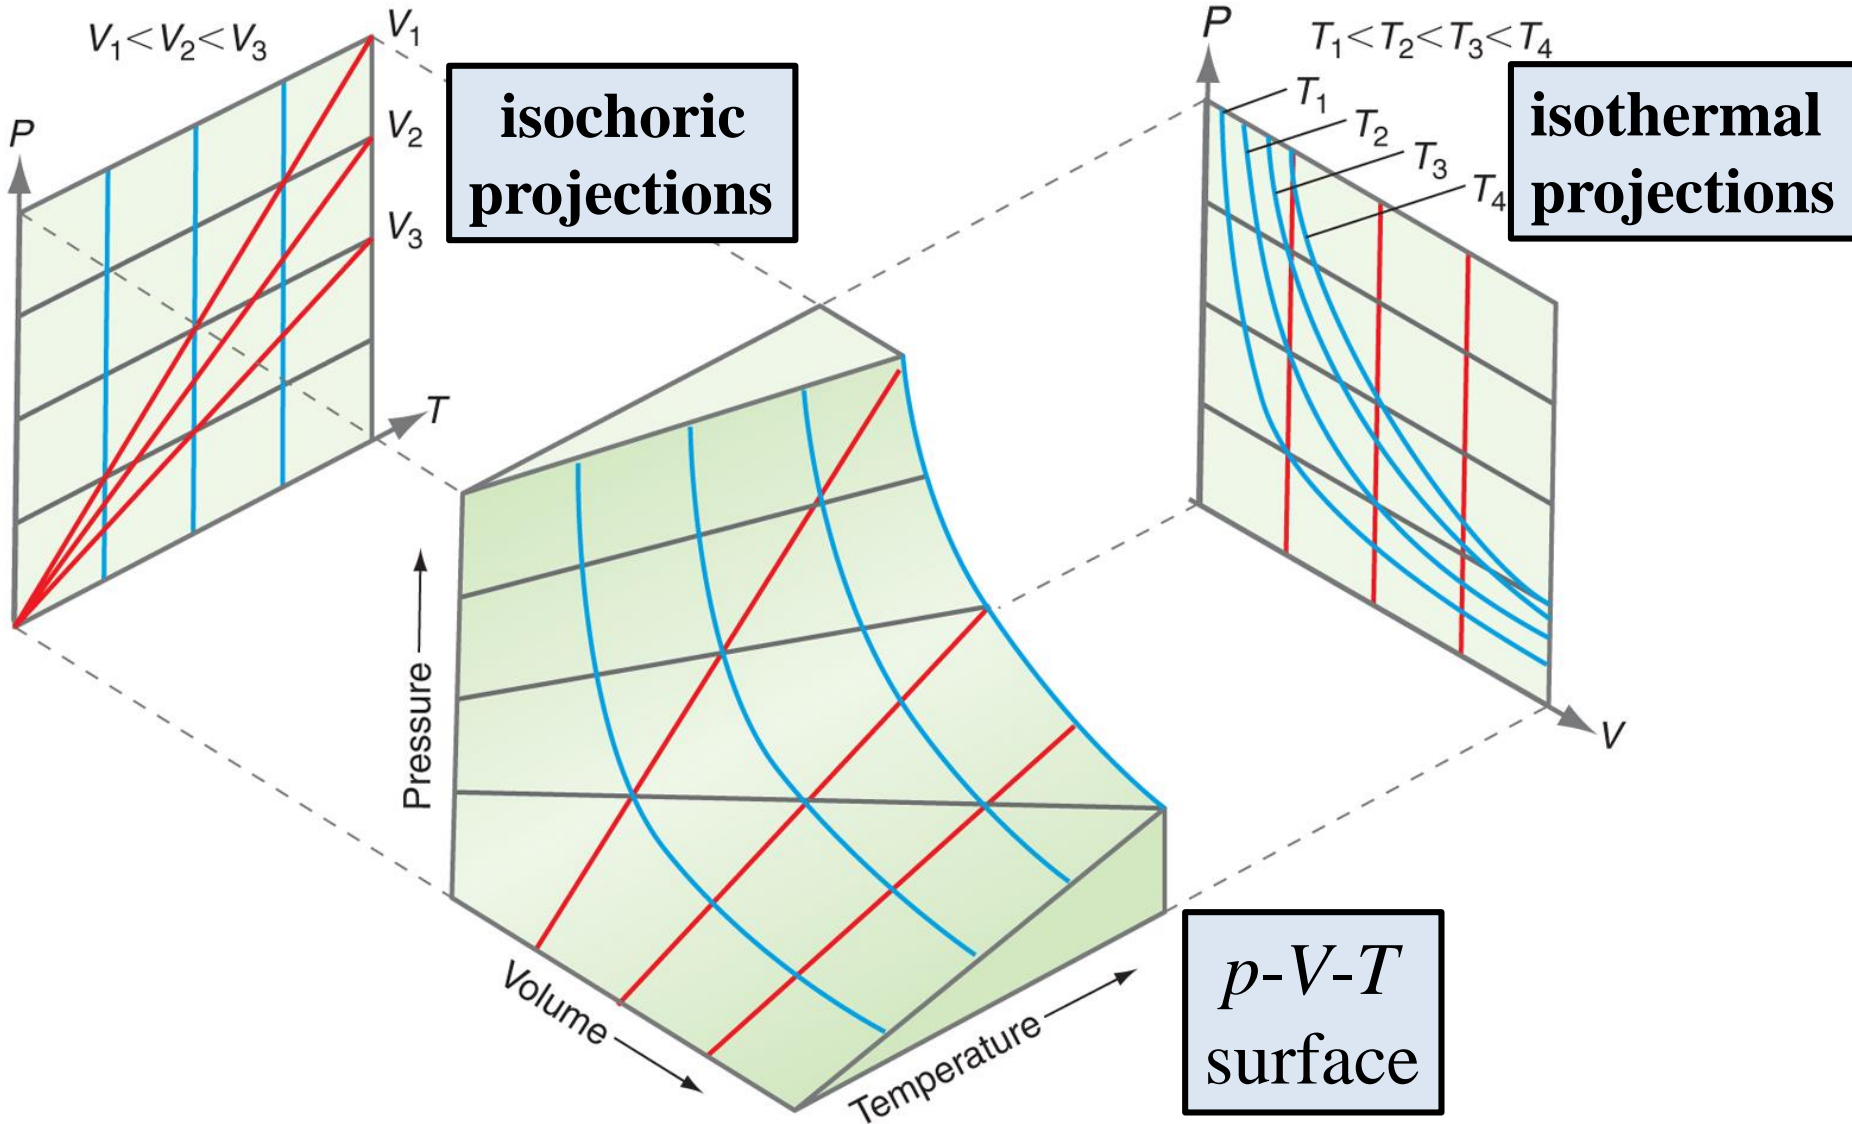 V₁<V₂<V₃
V₁
V₂
V₃
P
T
isochoric
projections
P
T₁<T₂<T₃<T₄
T₁
T₂
T₃
T₄
V
isothermal
projections
Pressure
Volume
Temperature
p-V-T
surface